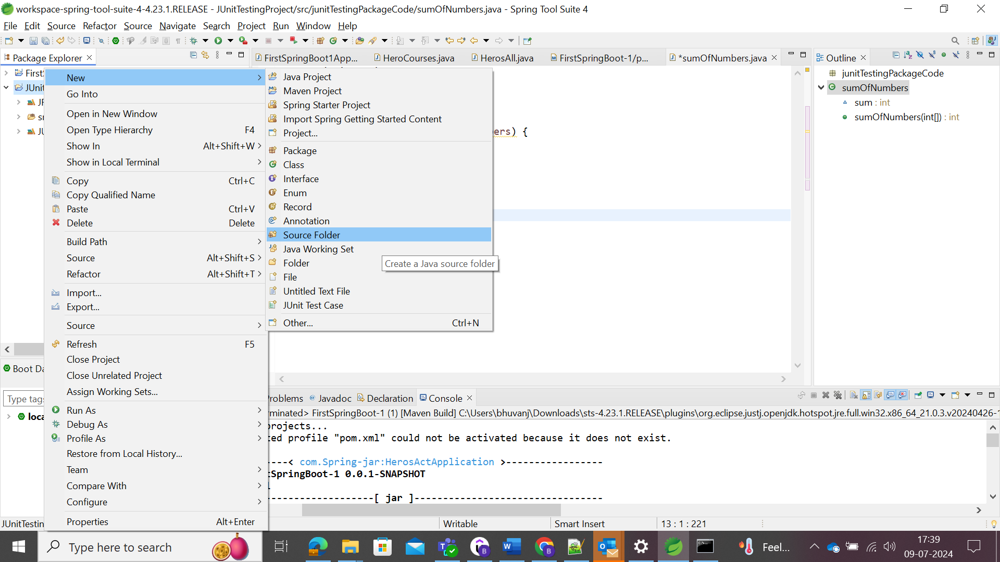 workspace-spring-tool-suite-4-4.23.1.RELEASE - JUnitTestingProject/src/junitTestingPackageCode/sumOfNumbers.java - Spring Tool Suite 4
File Edit Source Refactor Source Navigate Search Project Run Window Help
Package Explorer
FirstSpringBoot1App... HeroCourses.java HerosAll.java FirstSpringBoot-1/p... *sumOfNumbers.java
Outline
First
JUnit
New
Go Into
Open in New Window
Open Type Hierarchy F4
Show In Alt+Shift+W
Show in Local Terminal
Copy Ctrl+C
Copy Qualified Name
Paste Ctrl+V
Delete Delete
Build Path
Source Alt+Shift+S
Refactor Alt+Shift+T
Import...
Export...
Source
Refresh F5
Close Project
Close Unrelated Project
Assign Working Sets...
Run As
Debug As
Profile As
Restore from Local History...
Team
Compare With
Configure
Properties Alt+Enter
Java Project
Maven Project
Spring Starter Project
Import Spring Getting Started Content
Project...
Package
Class
Interface
Enum
Record
Annotation
Source Folder
Java Working Set
Folder
File
Untitled Text File
JUnit Test Case
Other... Ctrl+N
Create a Java source folder
ers) {
junitTestingPackageCode
sumOfNumbers
sum : int
sumOfNumbers(int[]) : int
Boot Da
Type tags
loca
Problems Javadoc Declaration Console
rminated> FirstSpringBoot-1 (1) [Maven Build] C:\Users\bhuvanj\Downloads\sts-4.23.1.RELEASE\plugins\org.eclipse.justj.openjdk.hotspot.jre.full.win32.x86_64_21.0.3.v20240426-1
projects...
ted profile "pom.xml" could not be activated because it does not exist.
----< com.Spring-jar:HerosActApplication >-----------------
tSpringBoot-1 0.0.1-SNAPSHOT
------------------[ jar ]---------------------------------
JUnitTestin
Writable
Smart Insert
13 : 1 : 221
Type here to search
Feel...
17:39
09-07-2024